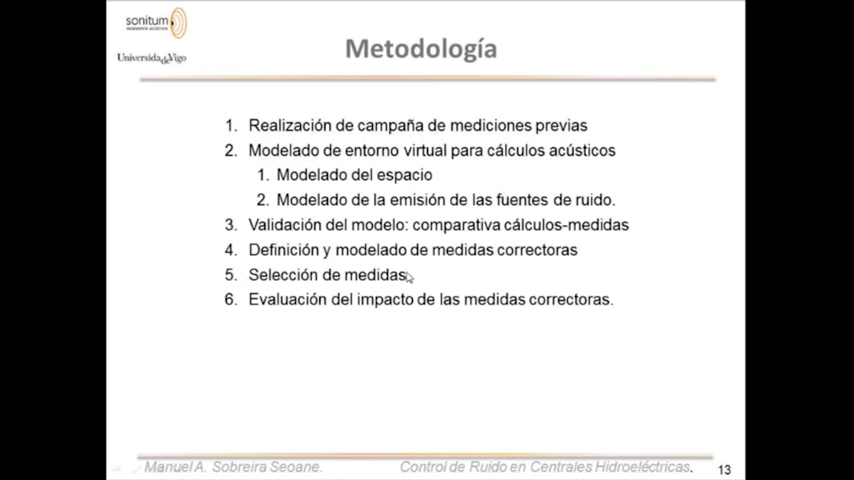 sonitum
INGENIERÍA ACÚSTICA
UniversidadeVigo
Metodología
1. Realización de campaña de mediciones previas
2. Modelado de entorno virtual para cálculos acústicos
1. Modelado del espacio
2. Modelado de la emisión de las fuentes de ruido.
3. Validación del modelo: comparativa cálculos-medidas
4. Definición y modelado de medidas correctoras
5. Selección de medidas
6. Evaluación del impacto de las medidas correctoras.
Manuel A. Sobreira Seoane.
Control de Ruido en Centrales Hidroeléctricas.
13